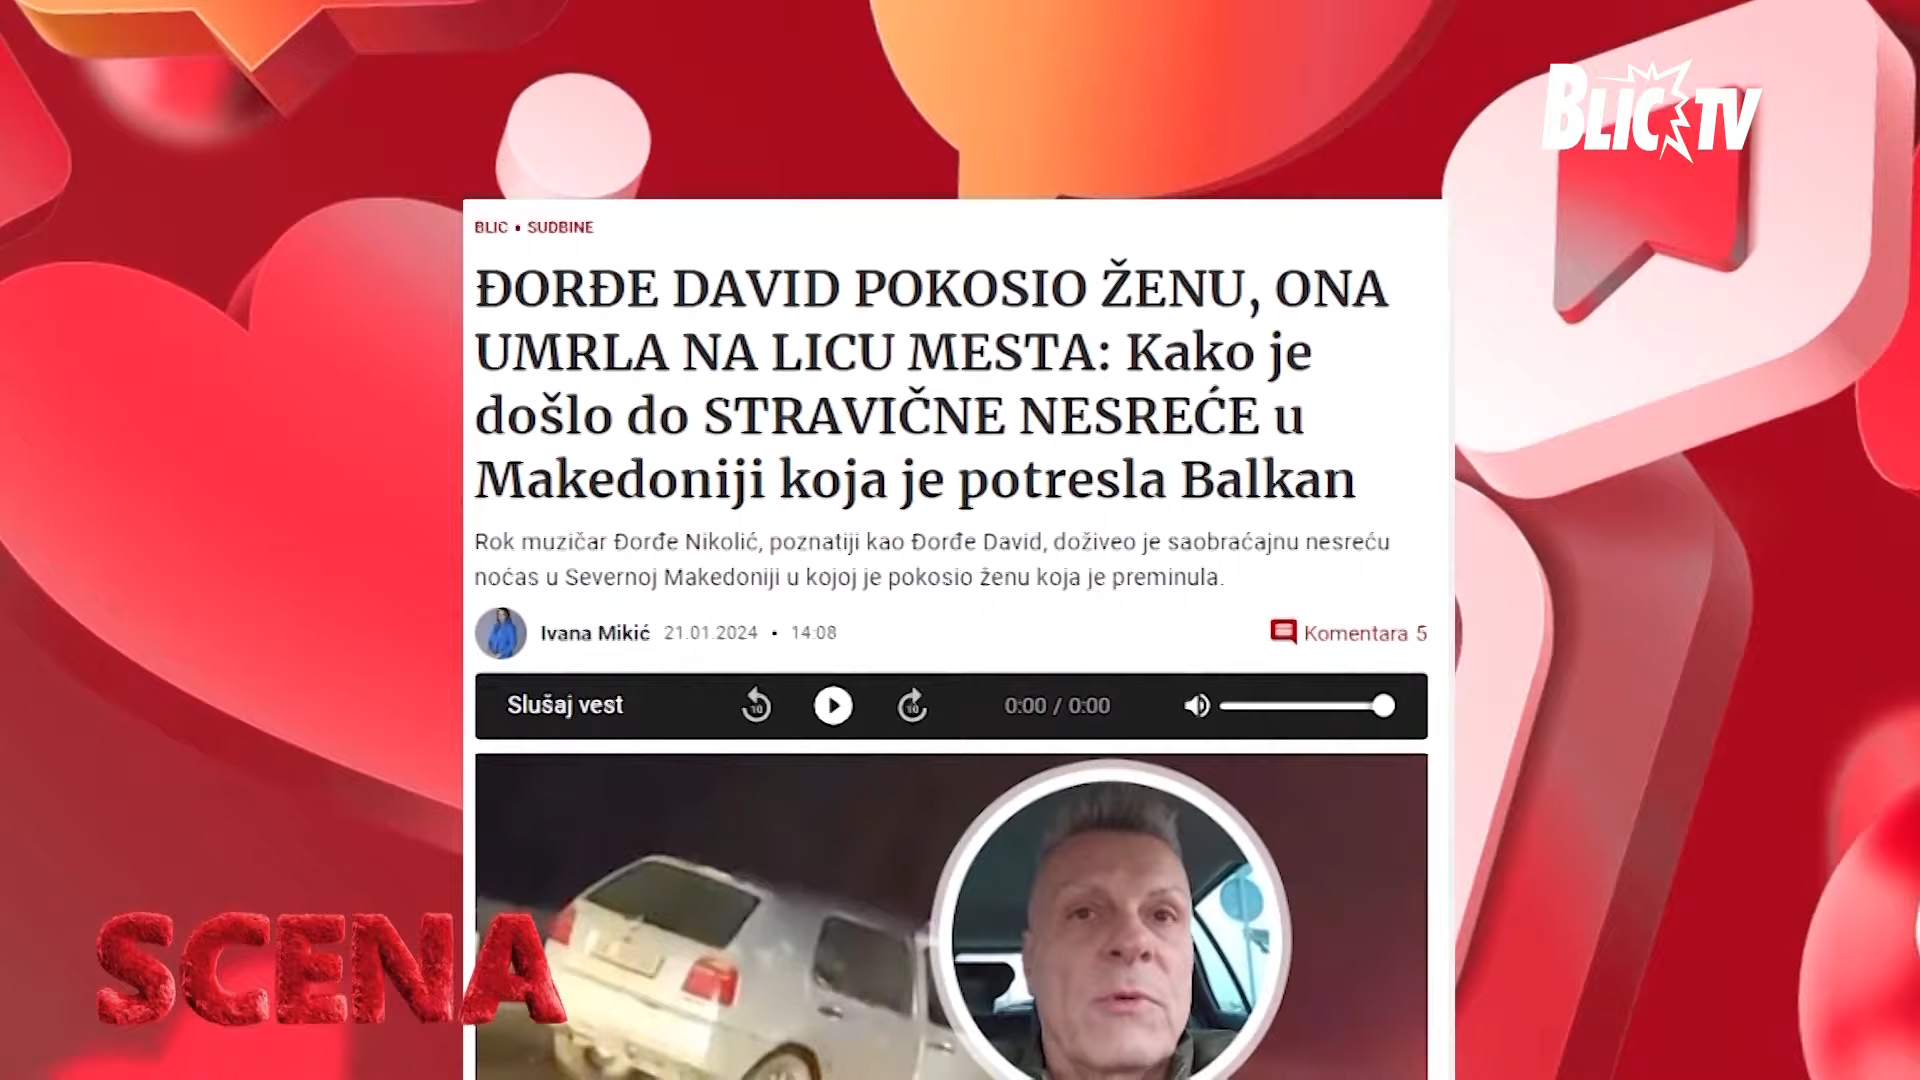 BLIC TV
BLIC • SUDBINE
ĐORĐE DAVID POKOSIO ŽENU, ONA
UMRLA NA LICU MESTA: Kako je
došlo do STRAVIČNE NESREĆE u
Makedoniji koja je potresla Balkan
Rok muzičar Đorđe Nikolić, poznatiji kao Đorđe David, doživeo je saobraćajnu nesreću
noćas u Severnoj Makedoniji u kojoj je pokosio ženu koja je preminula.
Ivana Mikić 21.01.2024 • 14:08
Komentara 5
Slušaj vest
10
10
0:00 / 0:00
SCENA